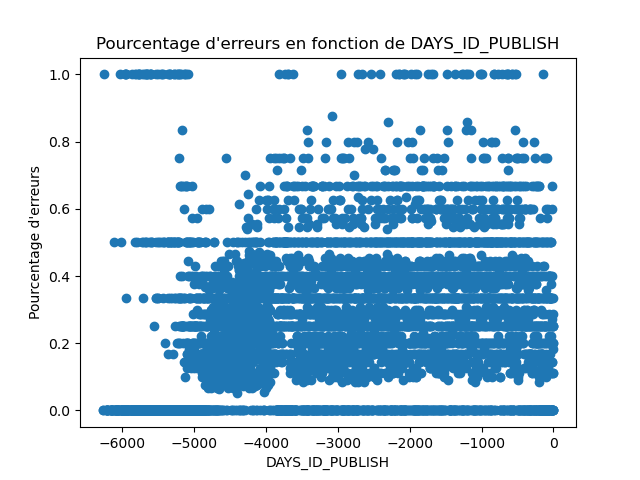 Pourcentage d'erreurs en fonction de DAYS_ID_PUBLISH
1.0
0.8
0.6
0.4
0.2
0.0
Pourcentage d'erreurs
−6000 −5000 −4000 −3000 −2000 −1000 0
DAYS_ID_PUBLISH